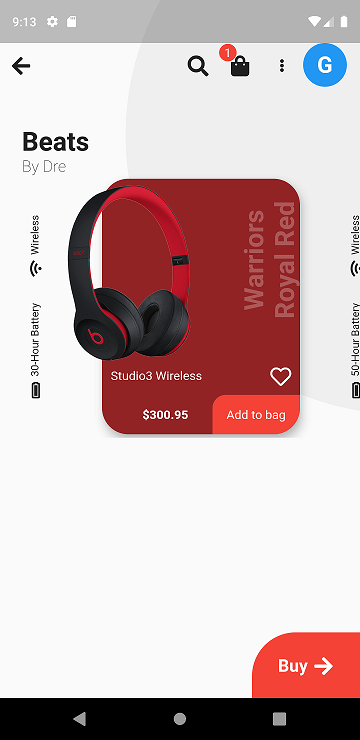 9:13
1
G
Beats
By Dre
Wireless
30-Hour Battery
Warriors
Royal Red
Wireless
50-Hour Battery
Studio3 Wireless
$300.95
Add to bag
Buy